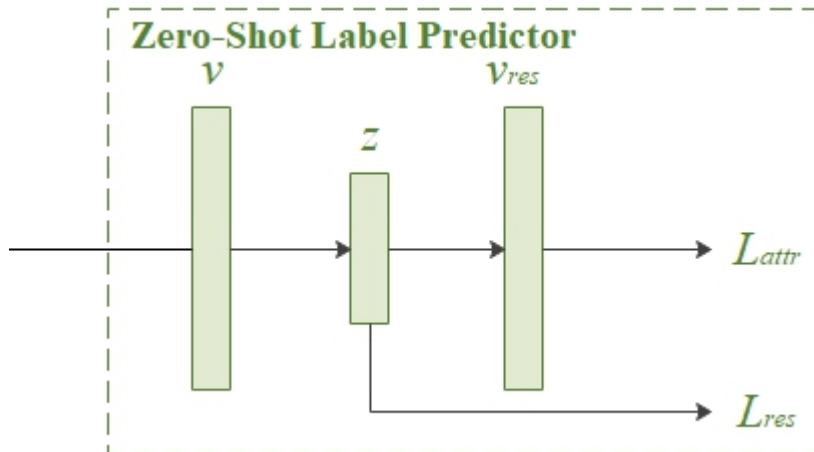 Zero-Shot Label Predictor
v
vres
z
Lattr
Lres